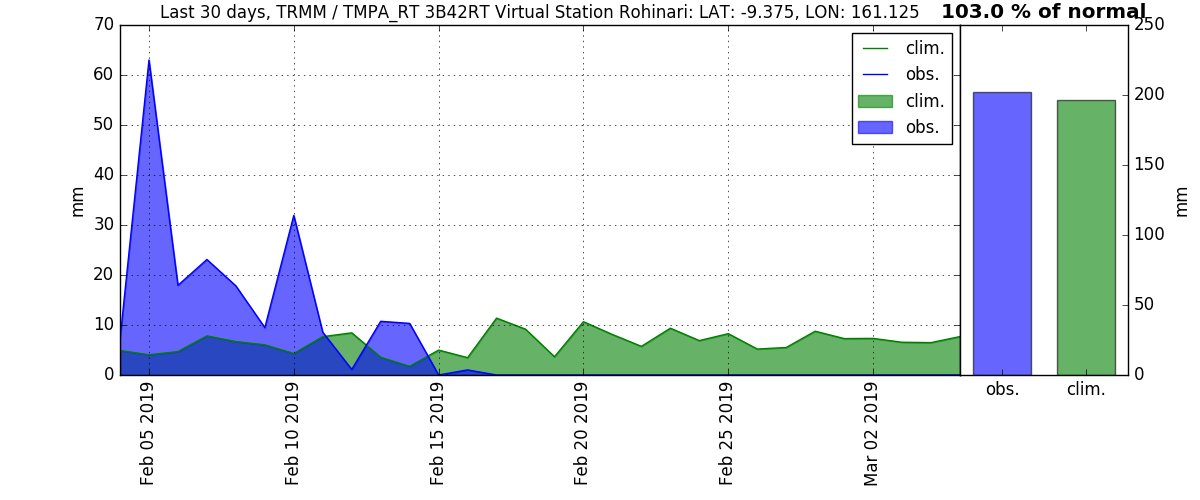 Last 30 days, TRMM / TMPA_RT 3B42RT Virtual Station Rohinari: LAT: -9.375, LON: 161.125
103.0 % of normal
70
60
50
40
30
20
10
0
mm
clim.
obs.
clim.
obs.
250
200
150
100
50
0
mm
Feb 05 2019
Feb 10 2019
Feb 15 2019
Feb 20 2019
Feb 25 2019
Mar 02 2019
obs.
clim.